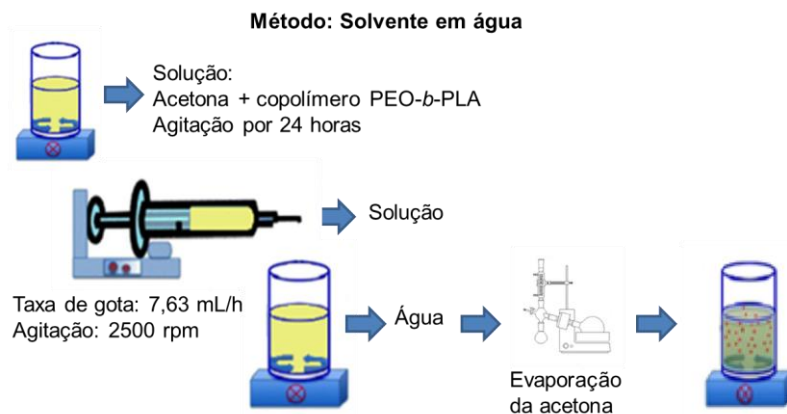 Método: Solvente em água
Solução:
Acetona + copolímero PEO-b-PLA
Agitação por 24 horas
Solução
Taxa de gota: 7,63 mL/h
Agitação: 2500 rpm
Água
Evaporação
da acetona